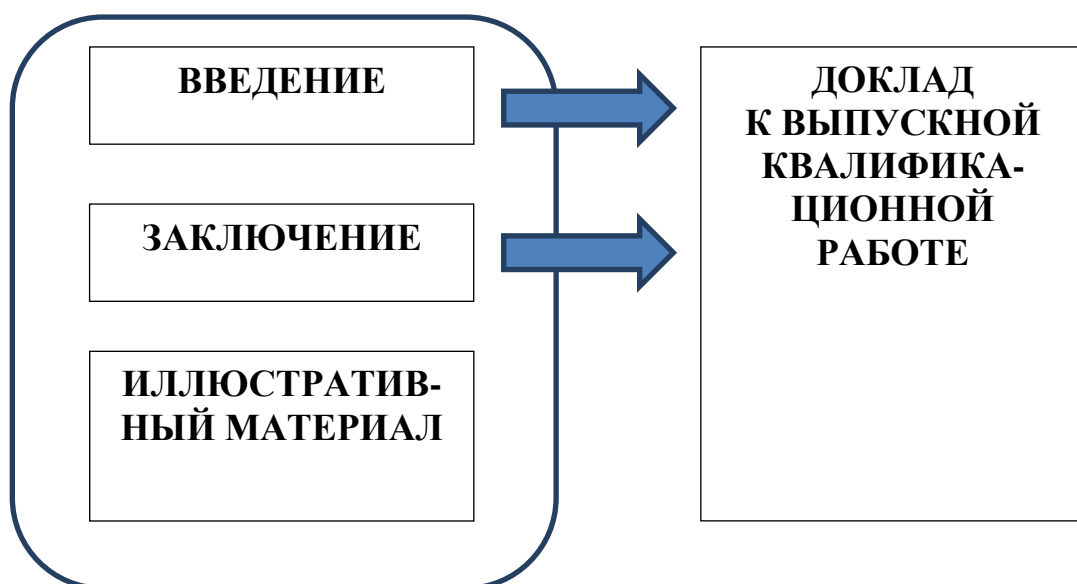 ВВЕДЕНИЕ
ЗАКЛЮЧЕНИЕ
ИЛЛЮСТРАТИВ-
НЫЙ МАТЕРИАЛ
ДОКЛАД
К ВЫПУСКНОЙ
КВАЛИФИКА-
ЦИОННОЙ
РАБОТЕ